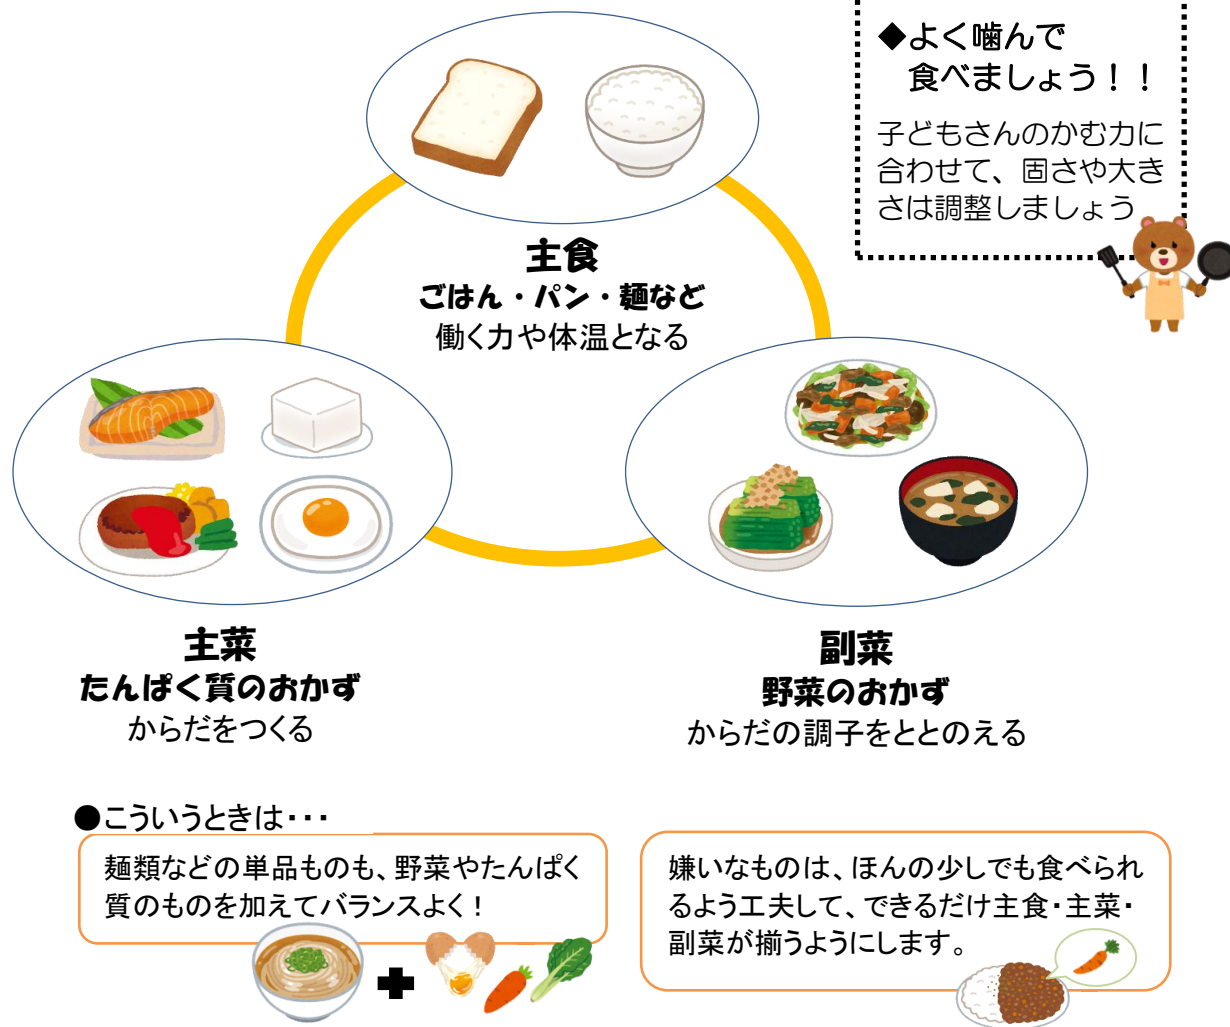 ◆よく噛んで
食べましょう！！
子どもさんのかむ力に
合わせて、固さや大き
さは調整しましょう
主食
ごはん・パン・麺など
働く力や体温となる
主菜
たんぱく質のおかず
からだをつくる
副菜
野菜のおかず
からだの調子をととのえる
●こういうときは・・・
麺類などの単品ものも、野菜やたんぱく
質のものを加えてバランスよく！
嫌いなものは、ほんの少しでも食べられ
るよう工夫して、できるだけ主食・主菜・
副菜が揃うようにします。